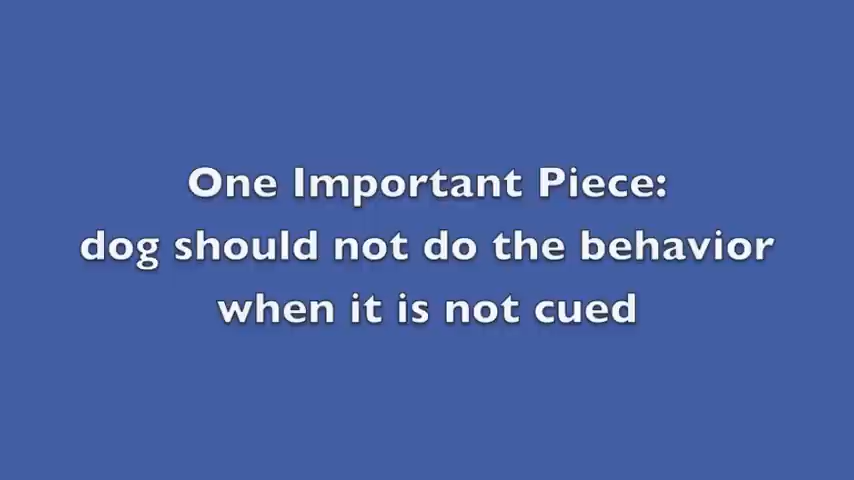 One Important Piece:
dog should not do the behavior
when it is not cued